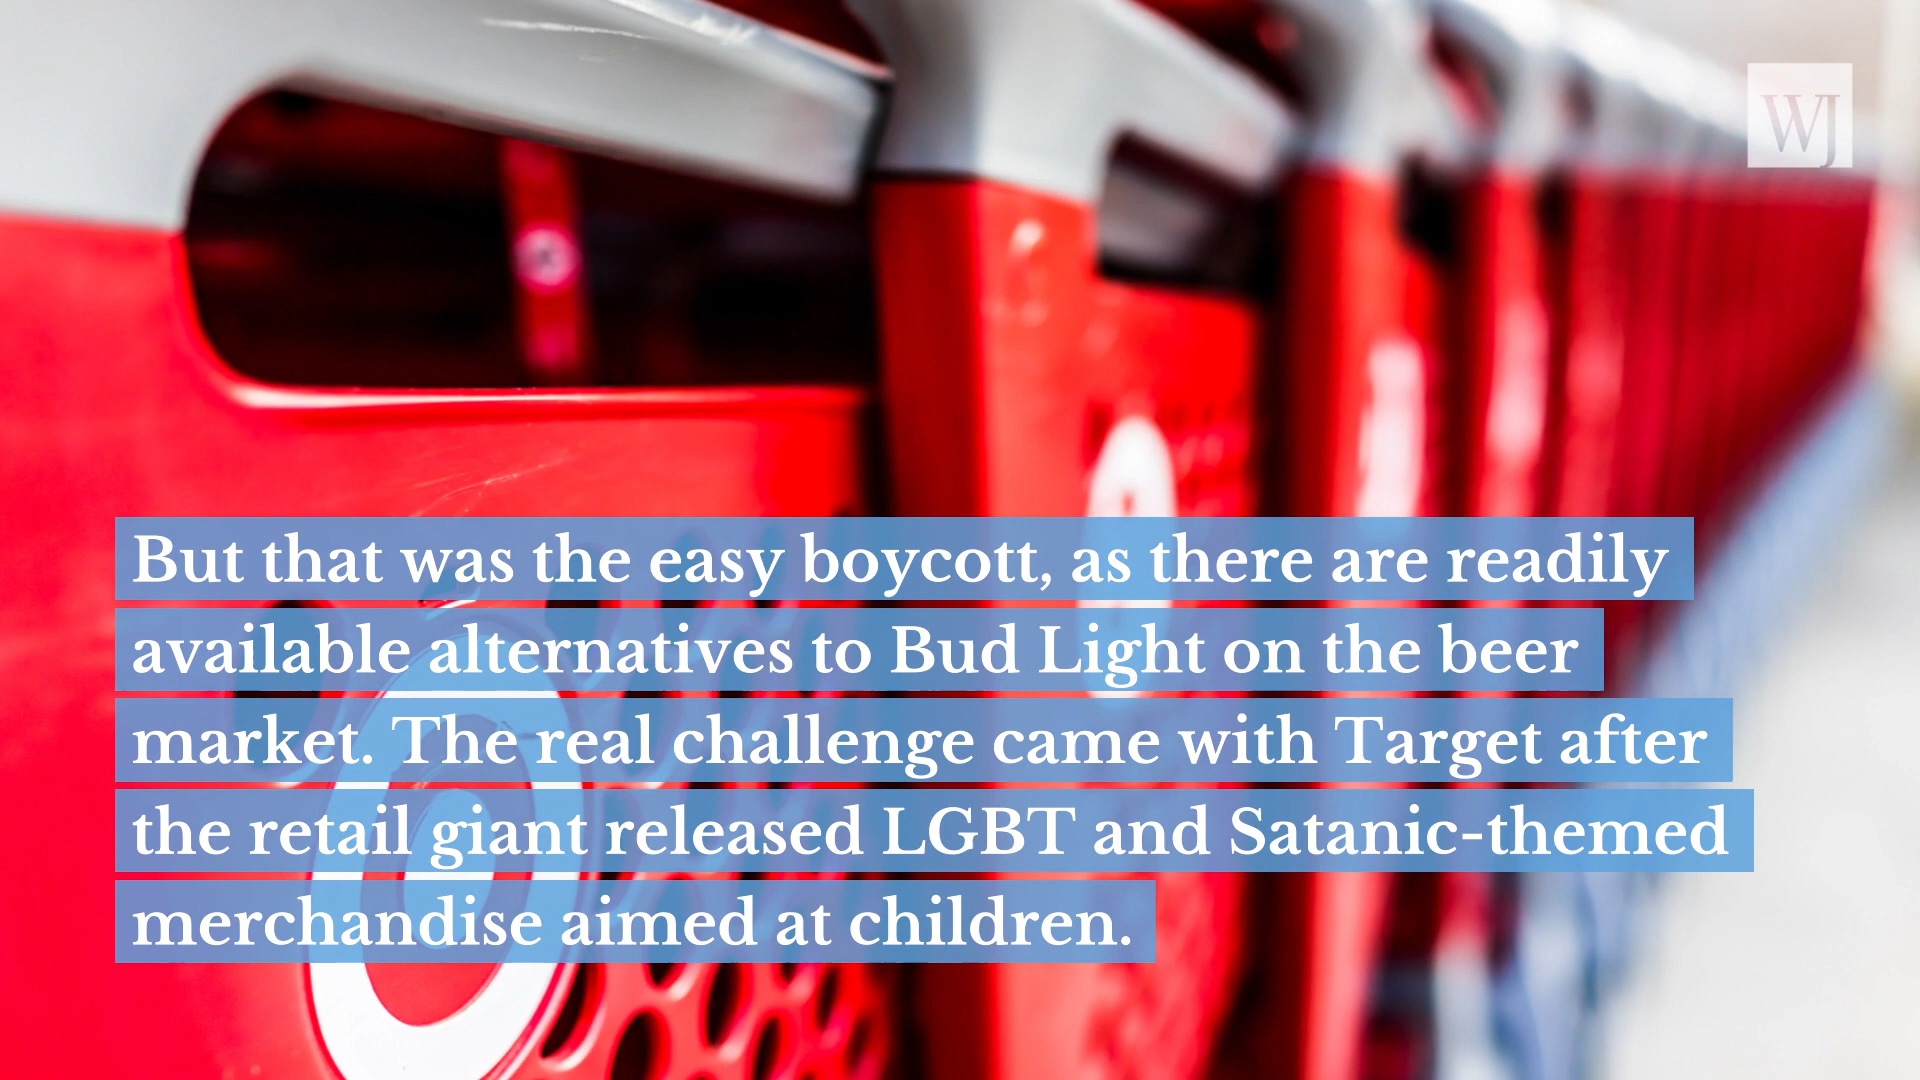 WJ
But that was the easy boycott, as there are readily
available alternatives to Bud Light on the beer
market. The real challenge came with Target after
the retail giant released LGBT and Satanic-themed
merchandise aimed at children.